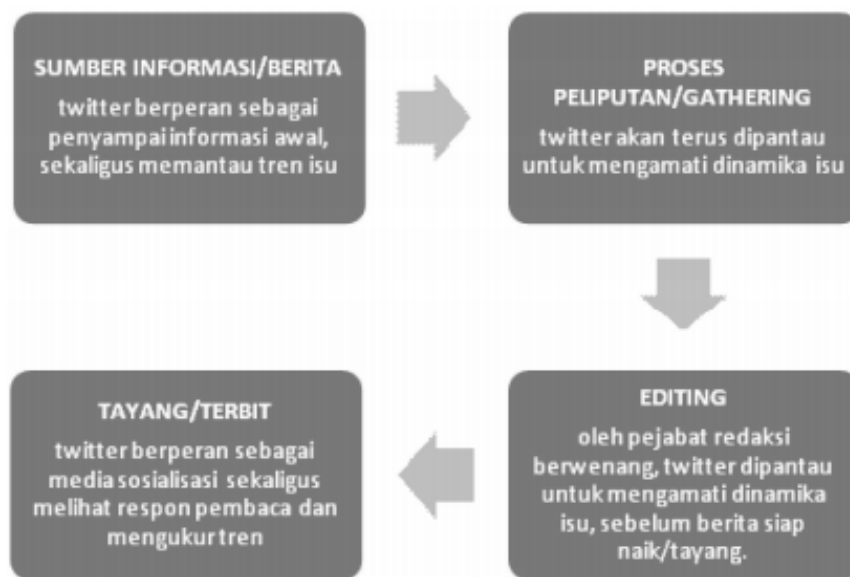 SUMBER INFORMASI/BERITA
twitter berperan sebagai
penyampai informasi awal,
sekaligus memantau tren isu
PROSES
PELIPUTAN/GATHERING
twitter akan terus dipantau
untuk mengamati dinamika isu
EDITING
oleh pejabat redaksi
berwenang, twitter dipantau
untuk mengamati dinamika
isu, sebelum berita siap
naik/tayang.
TAYANG/TERBIT
twitter berperan sebagai
media sosialisasi sekaligus
melihat respon pembaca dan
mengukur tren